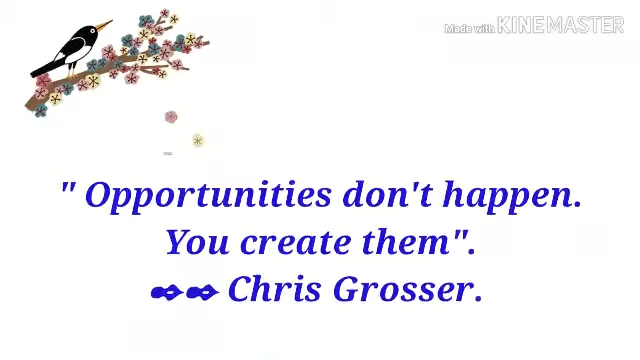 Made with KINEMASTER
" Opportunities don't happen.
You create them".
✒✒ Chris Grosser.